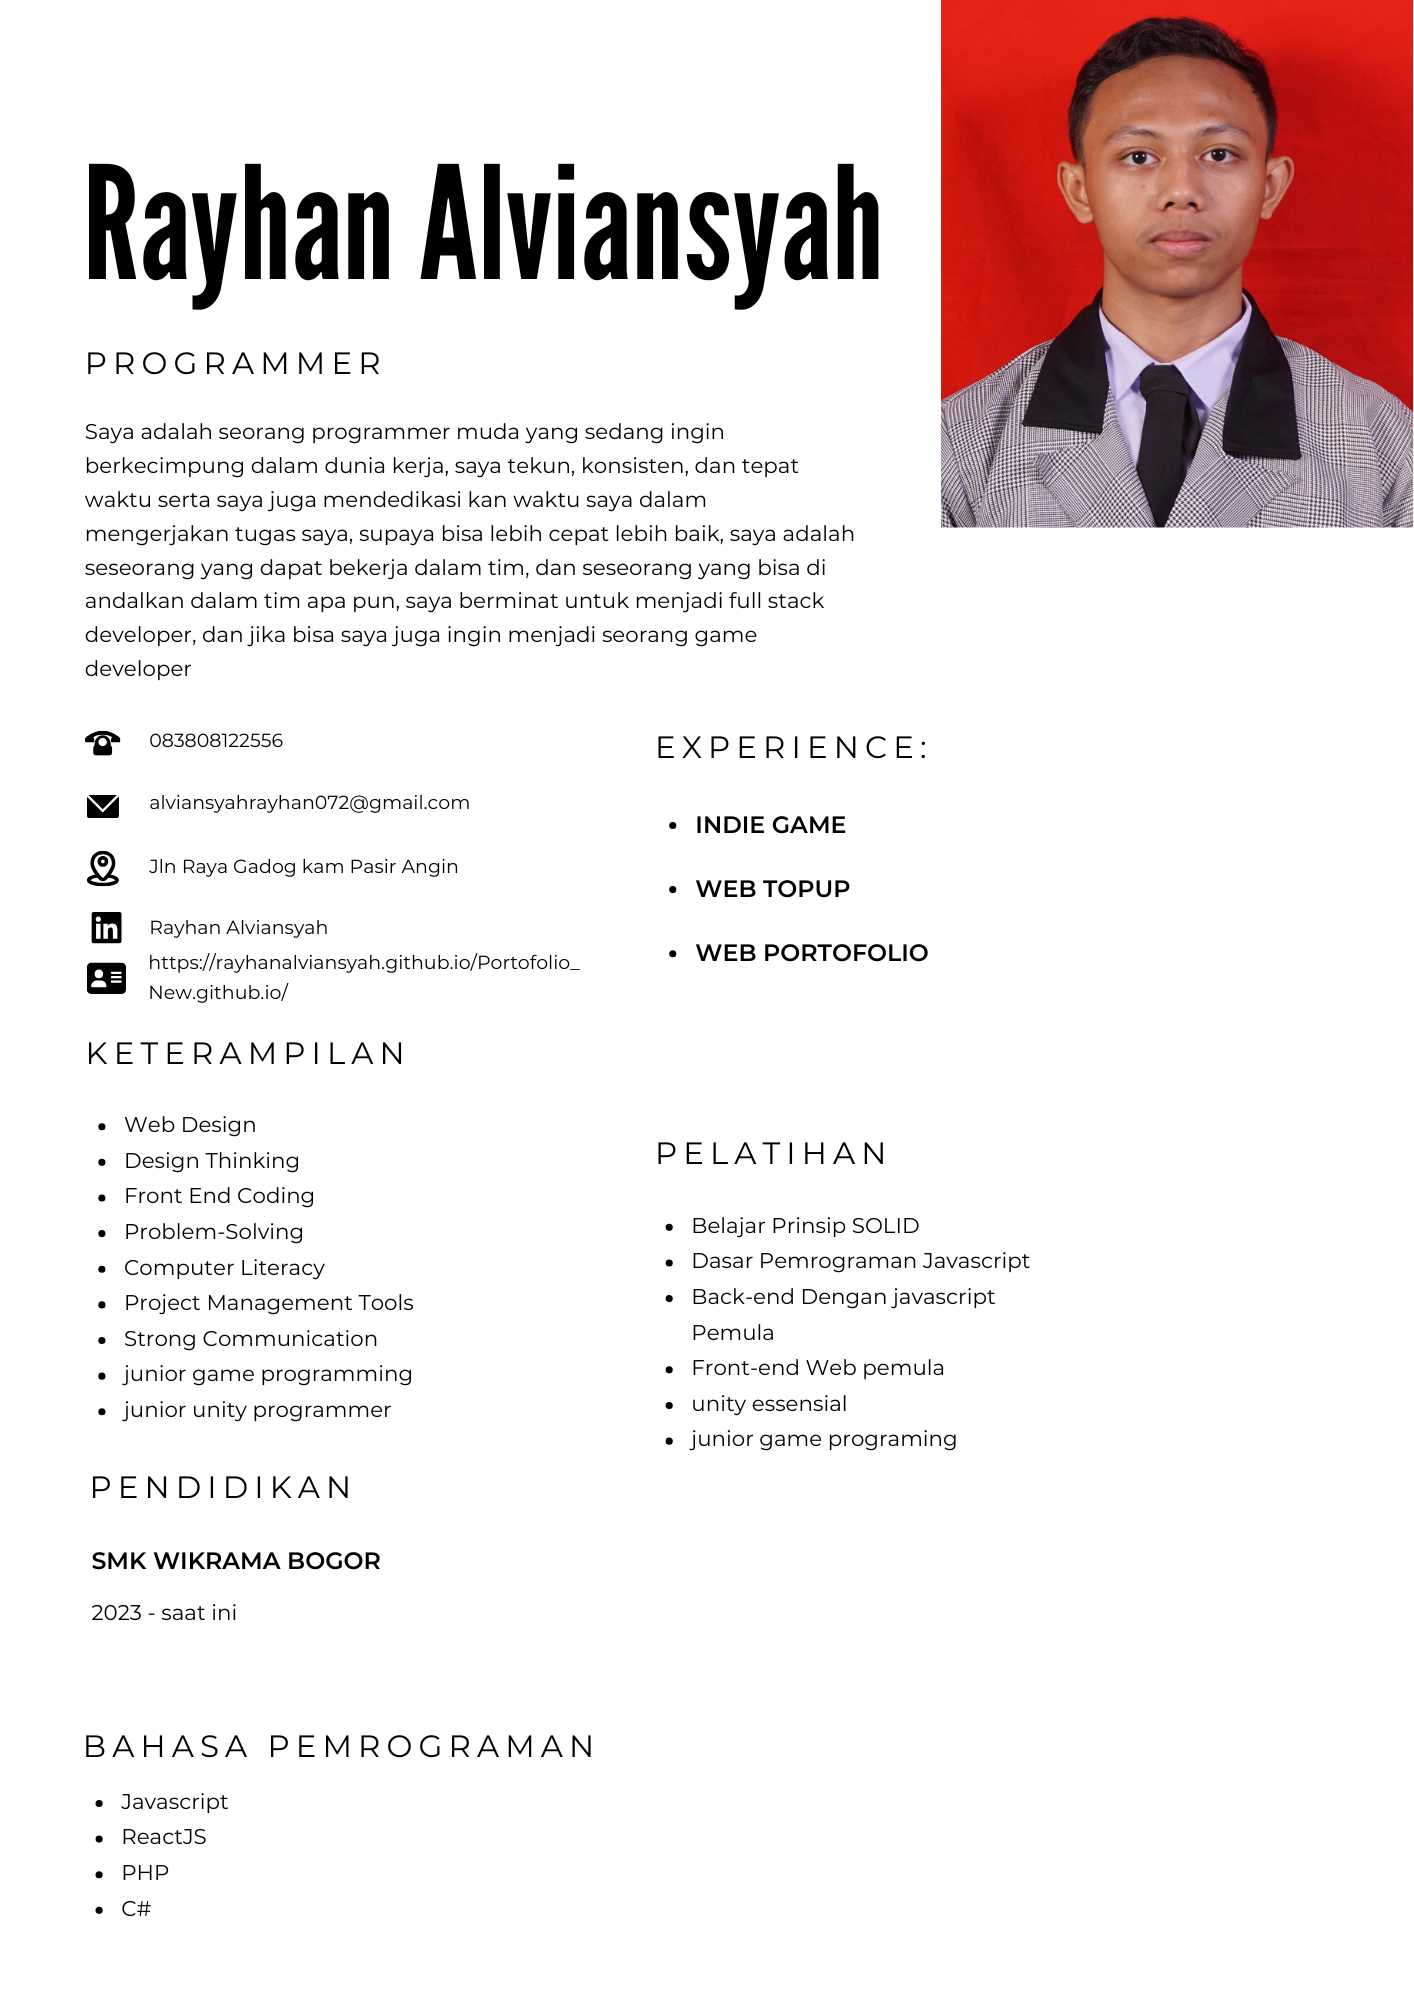 Rayhan Alviansyah
PROGRAMMER
Saya adalah seorang programmer muda yang sedang ingin
berkecimpung dalam dunia kerja, saya tekun, konsisten, dan tepat
waktu serta saya juga mendedikasi kan waktu saya dalam
mengerjakan tugas saya, supaya bisa lebih cepat lebih baik, saya adalah
seseorang yang dapat bekerja dalam tim, dan seseorang yang bisa di
andalkan dalam tim apa pun, saya berminat untuk menjadi full stack
developer, dan jika bisa saya juga ingin menjadi seorang game
developer
083808122556
alviansyahrayhan072@gmail.com
Jln Raya Gadog kam Pasir Angin
in
Rayhan Alviansyah
https://rayhanalviansyah.github.io/Portofolio_
New.github.io/
EXPERIENCE:
• INDIE GAME
• WEB TOPUP
• WEB PORTOFOLIO
KETERAMPILAN
• Web Design
• Design Thinking
• Front End Coding
• Problem-Solving
• Computer Literacy
• Project Management Tools
• Strong Communication
• junior game programming
• junior unity programmer
PELATIHAN
• Belajar Prinsip SOLID
• Dasar Pemrograman Javascript
• Back-end Dengan javascript
Pemula
• Front-end Web pemula
• unity essensial
• junior game programing
PENDIDIKAN
SMK WIKRAMA BOGOR
2023 - saat ini
BAHASA PEMROGRAMAN
• Javascript
• ReactJS
• PHP
• C#